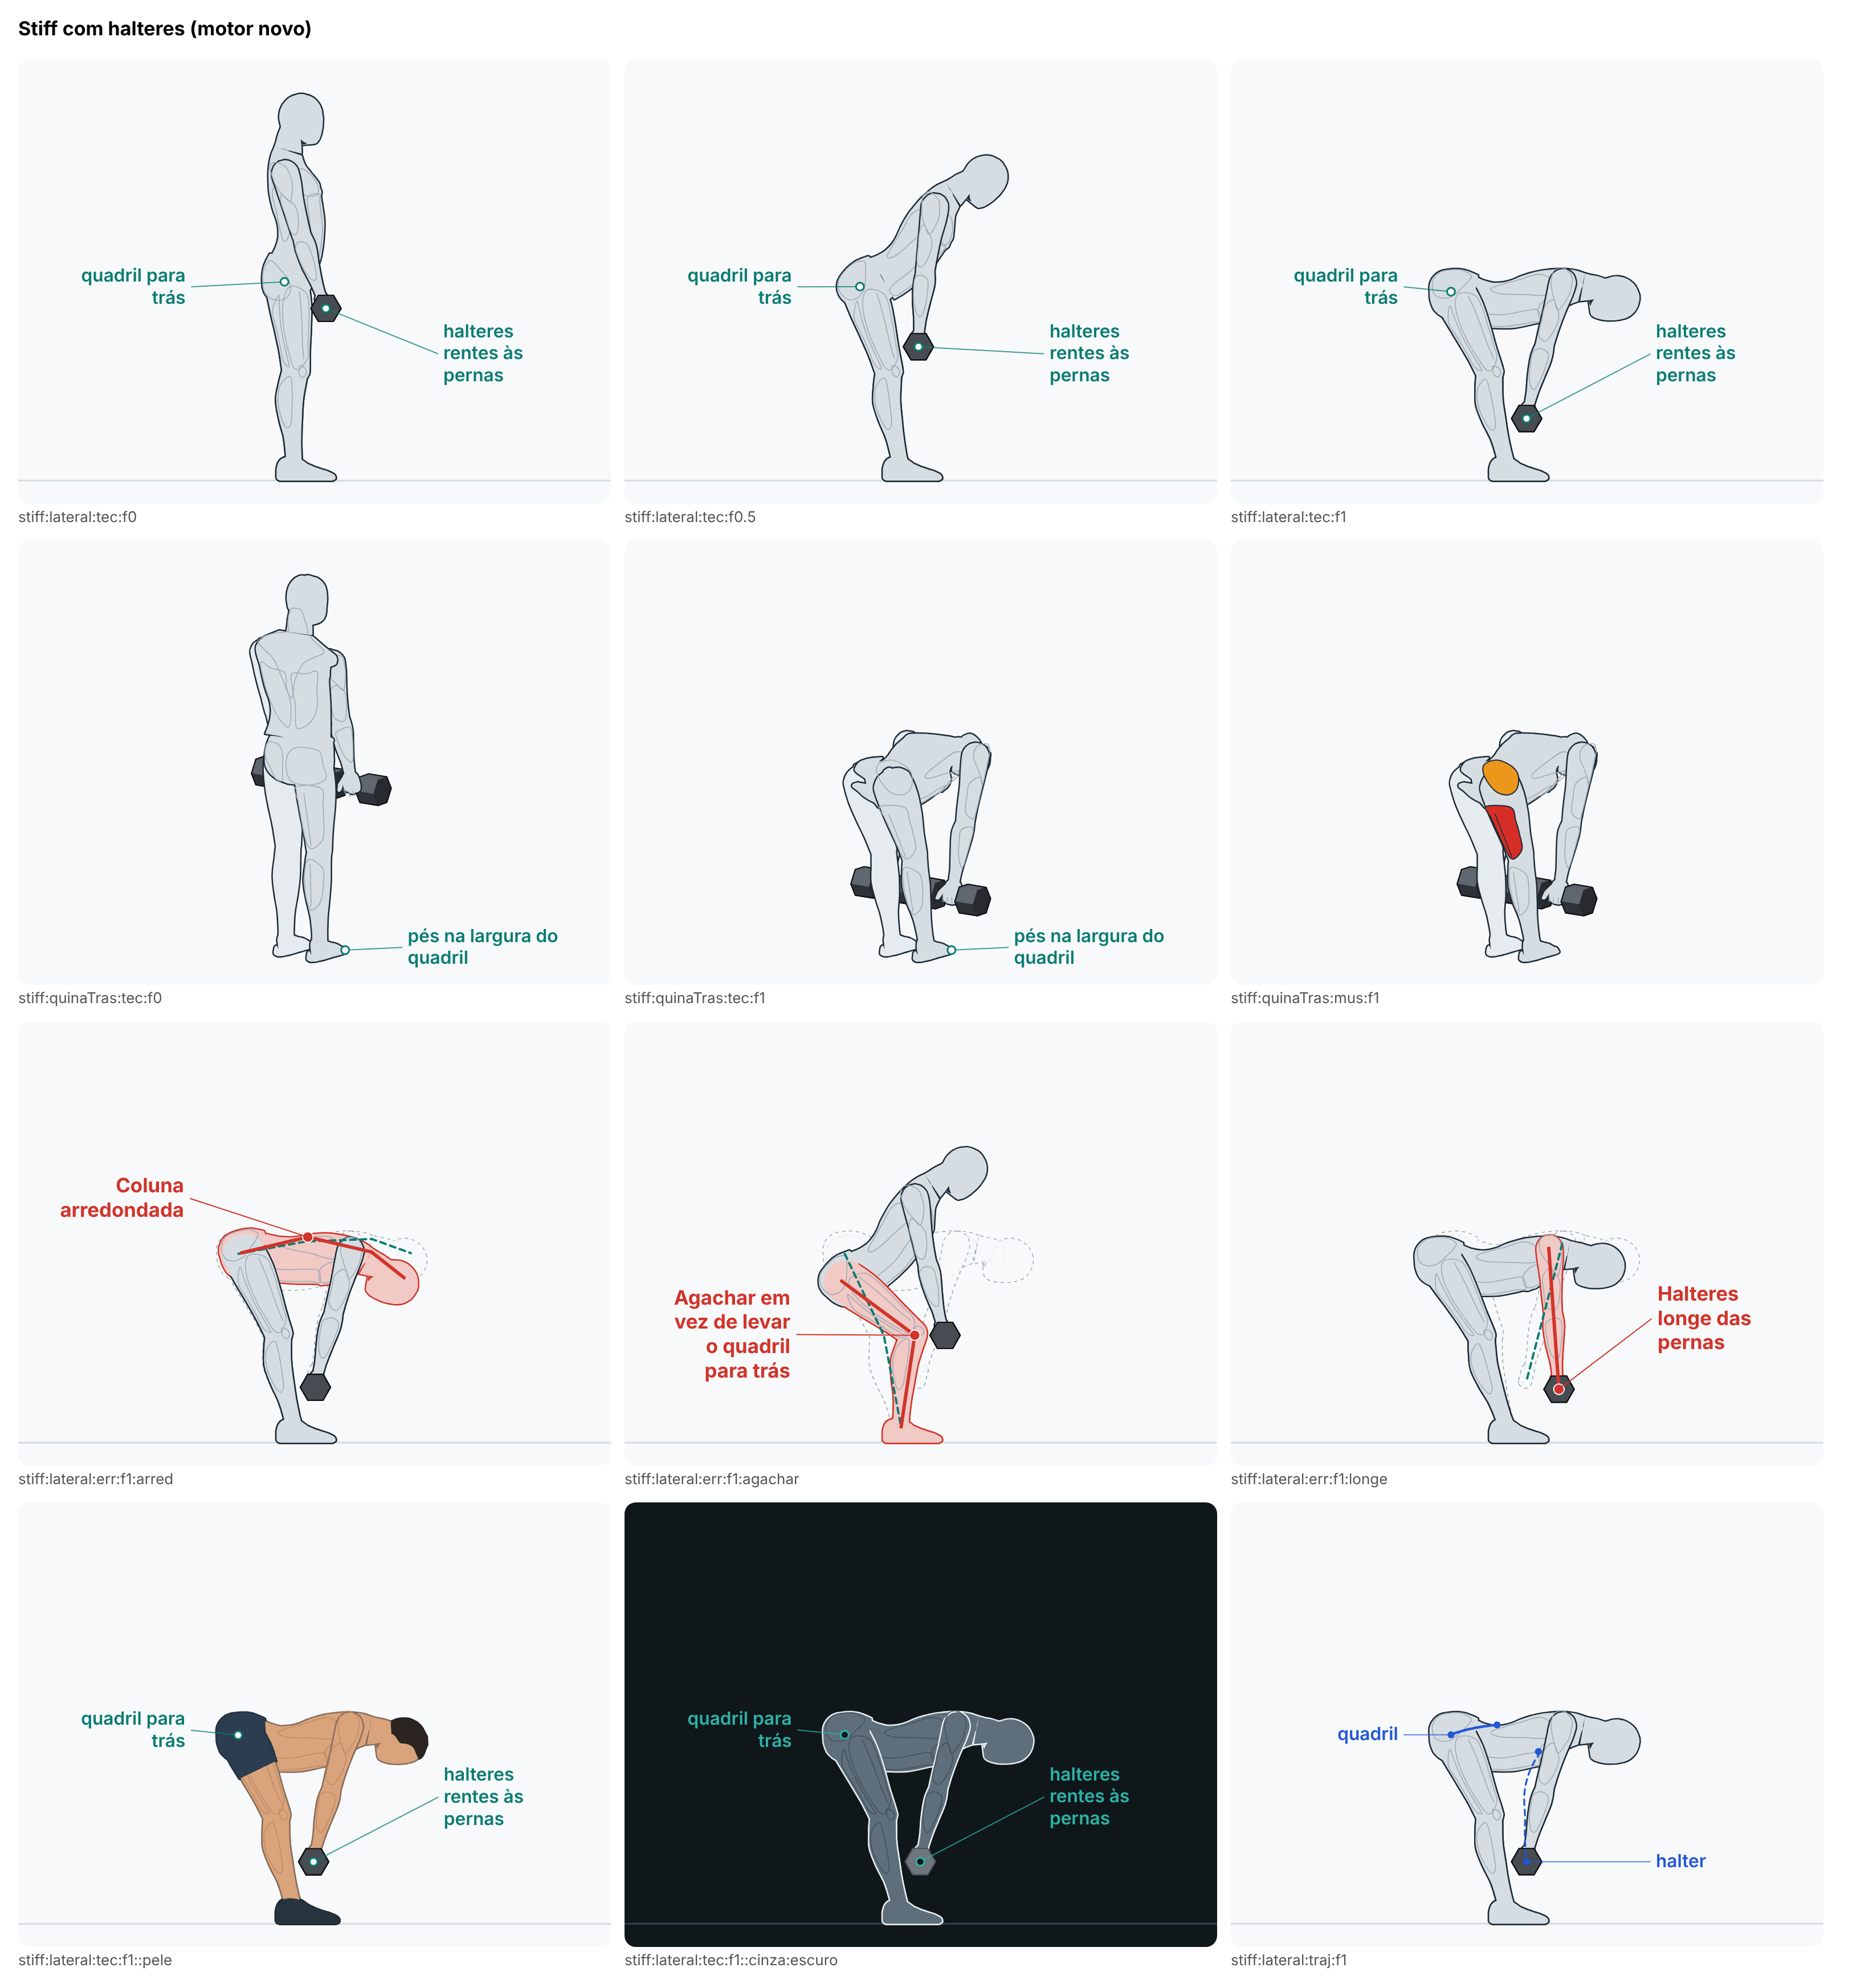 Stiff com halteres (motor novo)
quadril para
trás
halteres
rentes às
pernas
stiff:lateral:tec:f0
quadril para
trás
halteres
rentes às
pernas
stiff:lateral:tec:f0.5
quadril para
trás
halteres
rentes às
pernas
stiff:lateral:tec:f1
pés na largura do
quadril
stiff:quinaTras:tec:f0
pés na largura do
quadril
stiff:quinaTras:tec:f1
stiff:quinaTras:mus:f1
Coluna
arredondada
stiff:lateral:err:f1:arred
Agachar em
vez de levar
o quadril
para trás
stiff:lateral:err:f1:agachar
Halteres
longe das
pernas
stiff:lateral:err:f1:longe
quadril para
trás
halteres
rentes às
pernas
stiff:lateral:tec:f1::pele
quadril para
trás
halteres
rentes às
pernas
stiff:lateral:tec:f1::cinza:escuro
quadril
halter
stiff:lateral:traj:f1